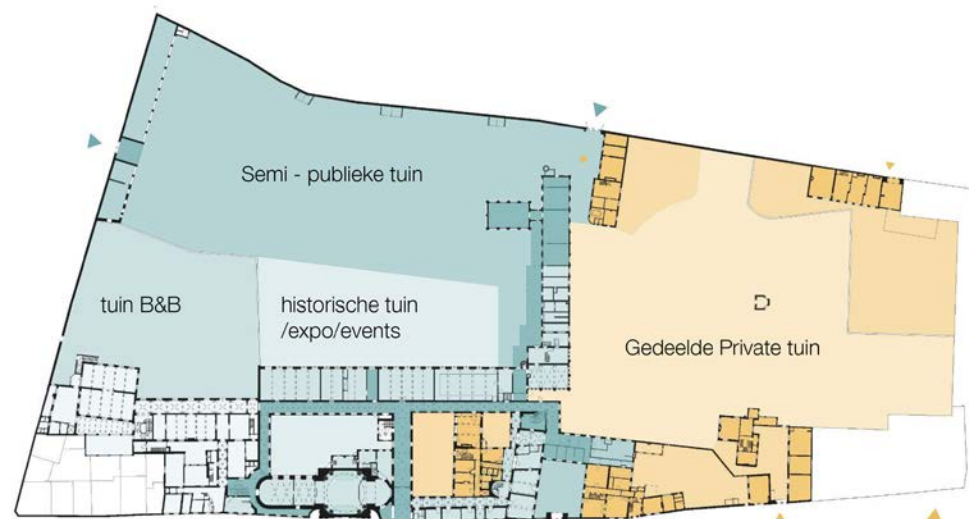 Semi - publieke tuin
tuin B&B
historische tuin
/expo/events
Gedeelde Private tuin